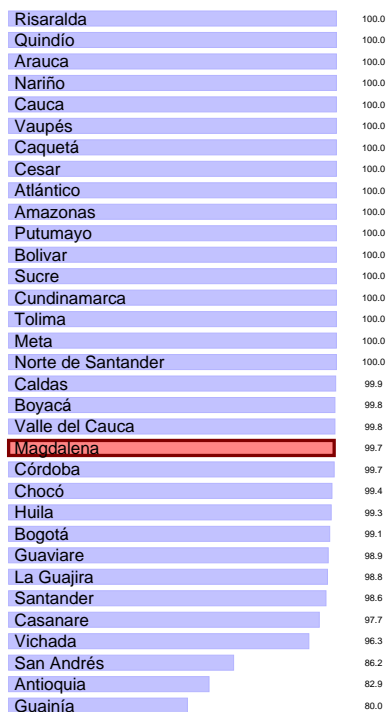 Risaralda 100.0
Quindío 100.0
Arauca 100.0
Nariño 100.0
Cauca 100.0
Vaupés 100.0
Caquetá 100.0
Cesar 100.0
Atlántico 100.0
Amazonas 100.0
Putumayo 100.0
Bolivar 100.0
Sucre 100.0
Cundinamarca 100.0
Tolima 100.0
Meta 100.0
Norte de Santander 100.0
Caldas 99.9
Boyacá 99.8
Valle del Cauca 99.8
Magdalena 99.7
Córdoba 99.7
Chocó 99.4
Huila 99.3
Bogotá 99.1
Guaviare 98.9
La Guajira 98.8
Santander 98.6
Casanare 97.7
Vichada 96.3
San Andrés 86.2
Antioquia 82.9
Guainía 80.0